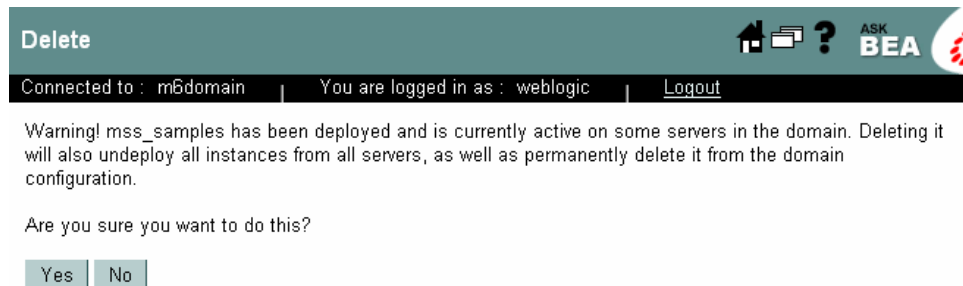 Delete
? ASK BEA
Connected to : m6domain | You are logged in as : weblogic | Logout
Warning! mss_samples has been deployed and is currently active on some servers in the domain. Deleting it
will also undeploy all instances from all servers, as well as permanently delete it from the domain
configuration.
Are you sure you want to do this?
Yes No